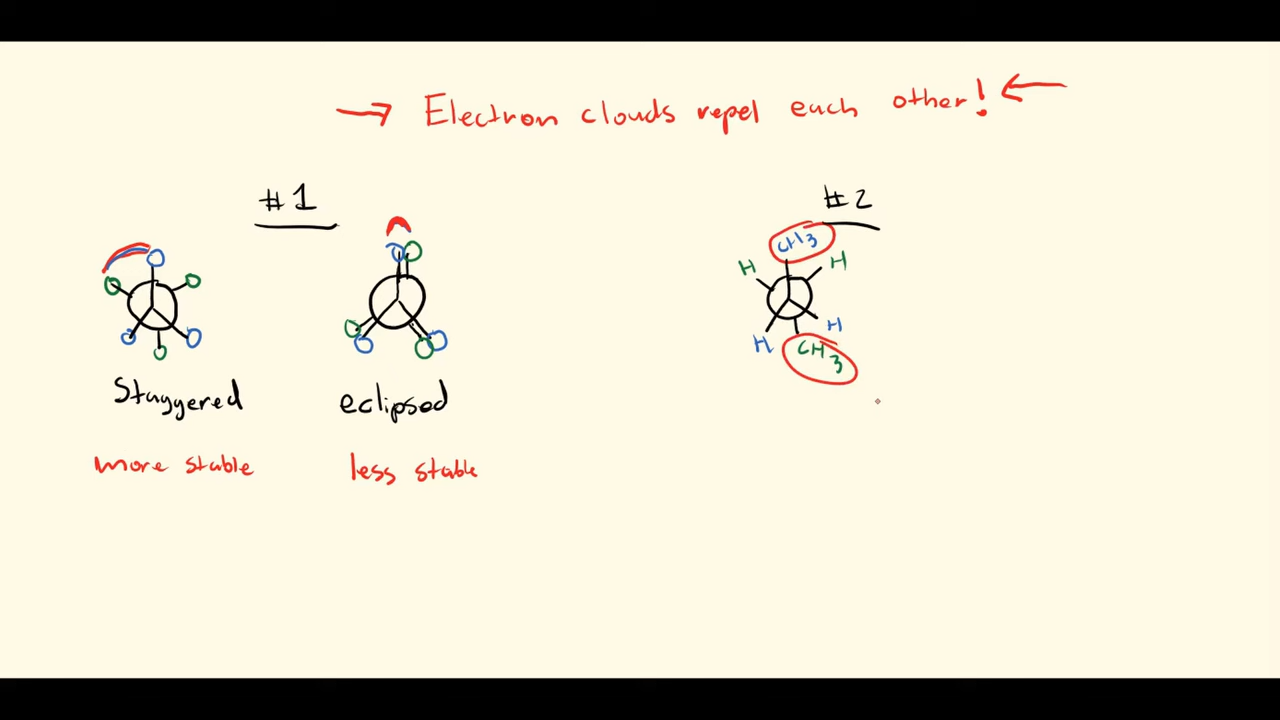 → Electron clouds repel each other! ←
#1
#2
CH3
H H
H H
CH3
Staggered eclipsed
more stable less stable